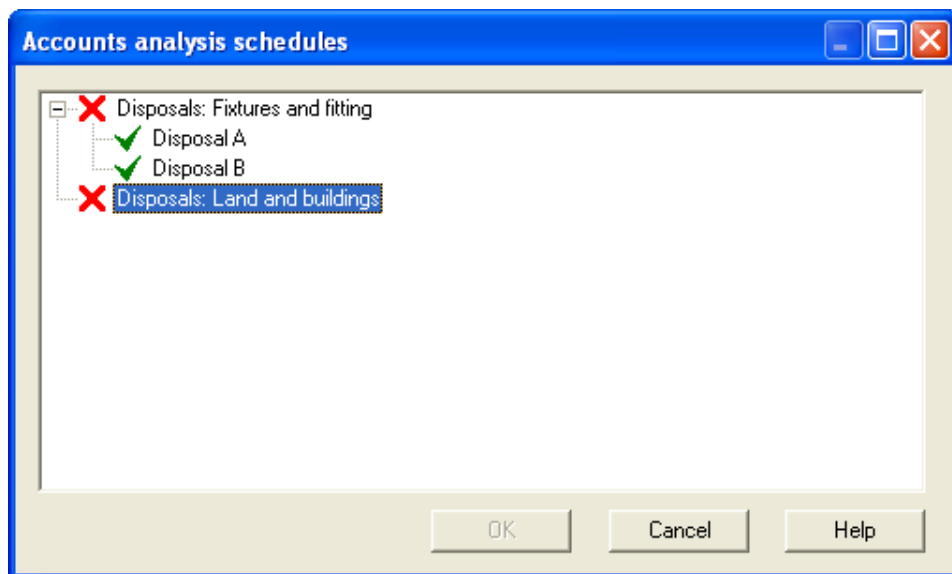 Accounts analysis schedules
Disposals: Fixtures and fitting
Disposal A
Disposal B
Disposals: Land and buildings
OK Cancel Help